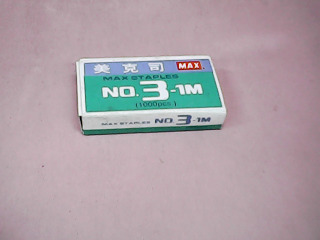 美克司 MAX
MAX STAPLES
NO. 3-1M
(1000pcs)
MAX STAPLES NO. 3-1M